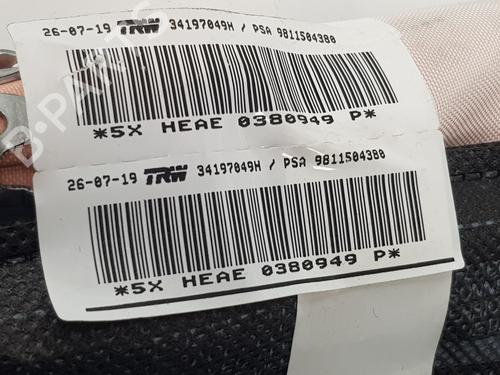 26-07-19 TRW 34197049H / PSA 9811504380
*5X HEAE 0380949 P*
26-07-19 TRW 34197049H / PSA 9811504380
*5X HEAE 0380949 P*
B-PARTS